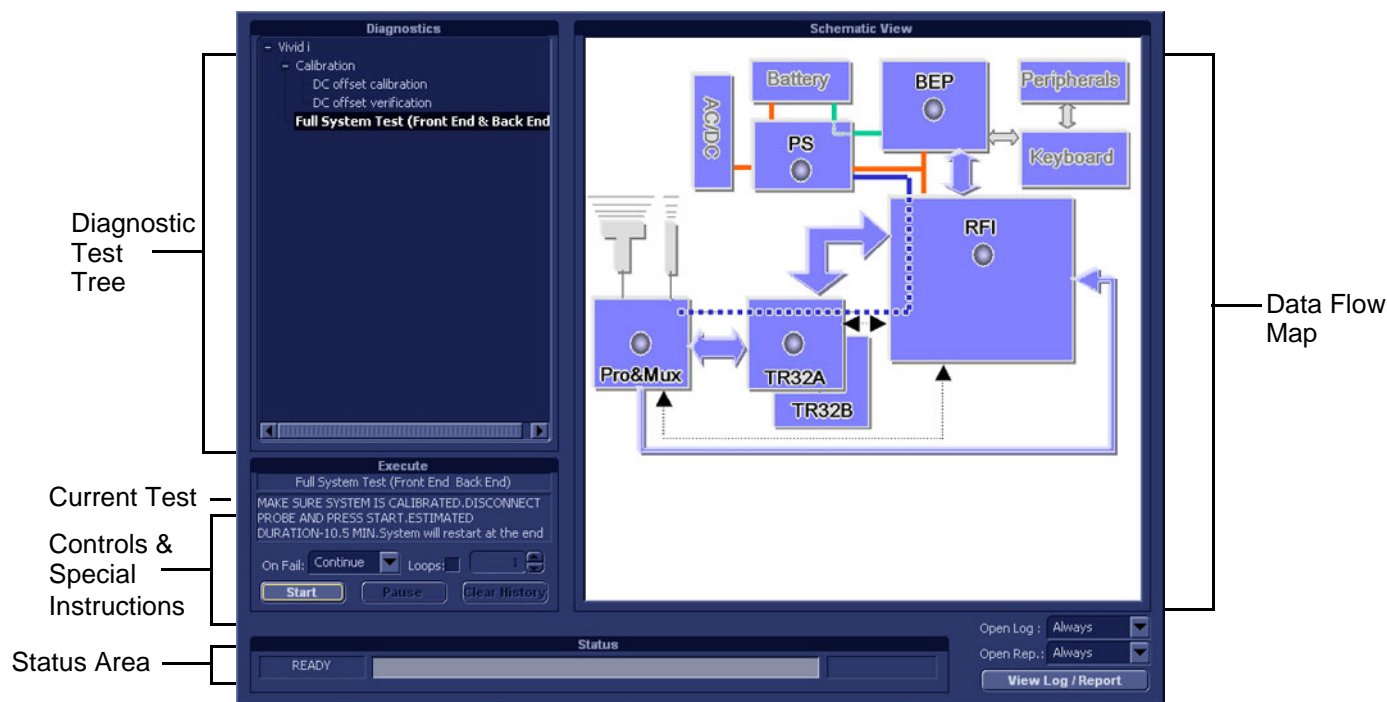 Diagnostics
Schematic View
– Vivid i
– Calibration
DC offset calibration
DC offset verification
Full System Test (Front End & Back End
Battery
BEP
Peripherals
AC/DC
PS
Keyboard
RFI
Pro&Mux
TR32A
TR32B
Diagnostic
Test
Tree
Data Flow
Map
Execute
Full System Test (Front End Back End)
Current Test
MAKE SURE SYSTEM IS CALIBRATED.DISCONNECT
PROBE AND PRESS START.ESTIMATED
DURATION-10.5 MIN.System will restart at the end
Controls &
Special
Instructions
On Fail: Continue Loops: 1
Start Pause Clear History
Status Area
Status
READY
Open Log : Always
Open Rep.: Always
View Log / Report